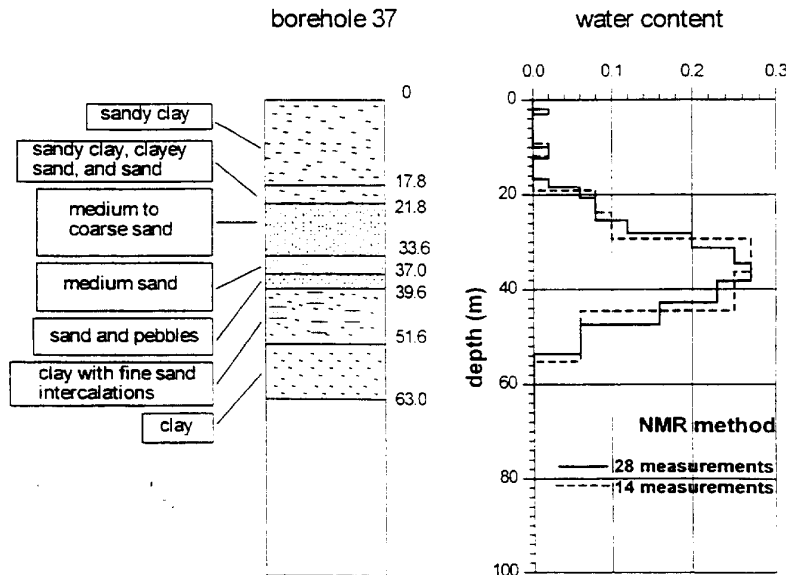 borehole 37
water content
sandy clay
sandy clay, clayey
sand, and sand
medium to
coarse sand
medium sand
sand and pebbles
clay with fine sand
intercalations
clay
0
17.8
21.8
33.6
37.0
39.6
51.6
63.0
0.0
0.1
0.2
0.3
0
20
40
60
80
100
depth (m)
NMR method
28 measurements
14 measurements